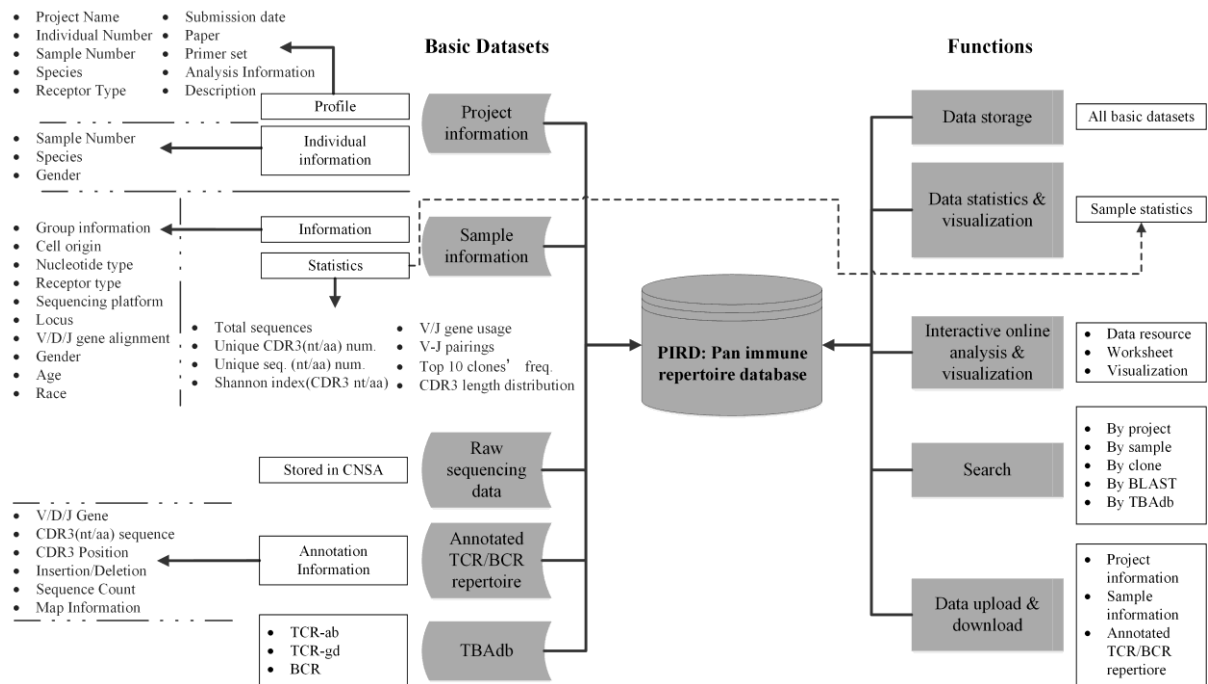 • Project Name
• Individual Number
• Sample Number
• Species
• Receptor Type
• Submission date
• Paper
• Primer set
• Analysis Information
• Description
Basic Datasets
Functions
Profile
Project
information
Individual
information
• Sample Number
• Species
• Gender
Information
Statistics
Sample
information
• Group information
• Cell origin
• Nucleotide type
• Receptor type
• Sequencing platform
• Locus
• V/D/J gene alignment
• Gender
• Age
• Race
• Total sequences
• Unique CDR3(nt/aa) num.
• Unique seq. (nt/aa) num.
• Shannon index(CDR3 nt/aa)
• V/J gene usage
• V-J pairings
• Top 10 clones’ freq.
• CDR3 length distribution
Stored in CNSA
Raw
sequencing
data
• V/D/J Gene
• CDR3(nt/aa) sequence
• CDR3 Position
• Insertion/Deletion
• Sequence Count
• Map Information
Annotation
Information
Annotated
TCR/BCR
repertoire
• TCR-ab
• TCR-gd
• BCR
TBAdb
PIRD: Pan immune
repertoire database
Data storage
All basic datasets
Data statistics &
visualization
Sample statistics
Interactive online
analysis &
visualization
• Data resource
• Worksheet
• Visualization
Search
• By project
• By sample
• By clone
• By BLAST
• By TBAdb
Data upload &
download
• Project
information
• Sample
information
• Annotated
TCR/BCR
repertiore